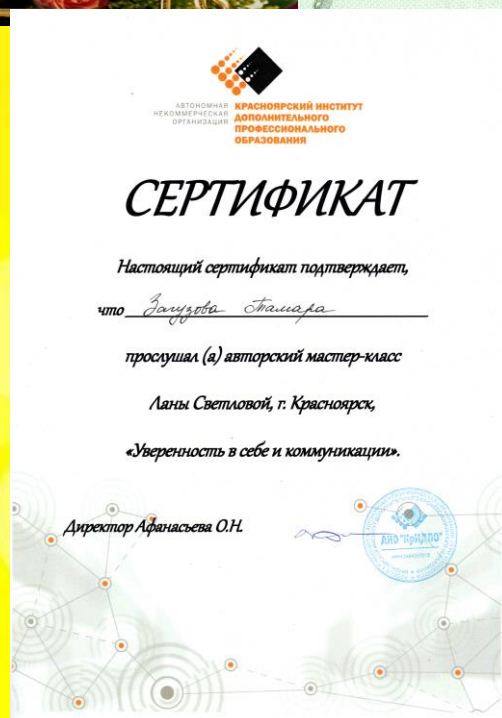 АВТОНОМНАЯ
НЕКОММЕРЧЕСКАЯ
ОРГАНИЗАЦИЯ
КРАСНОЯРСКИЙ ИНСТИТУТ
ДОПОЛНИТЕЛЬНОГО
ПРОФЕССИОНАЛЬНОГО
ОБРАЗОВАНИЯ
СЕРТИФИКАТ
Настоящий сертификат подтверждает,
что Загузова Тамара
прослушал (а) авторский мастер-класс
Ланы Светловой, г. Красноярск,
«Уверенность в себе и коммуникации».
Директор Афанасьева О.Н.
АНО "КрИДПО"